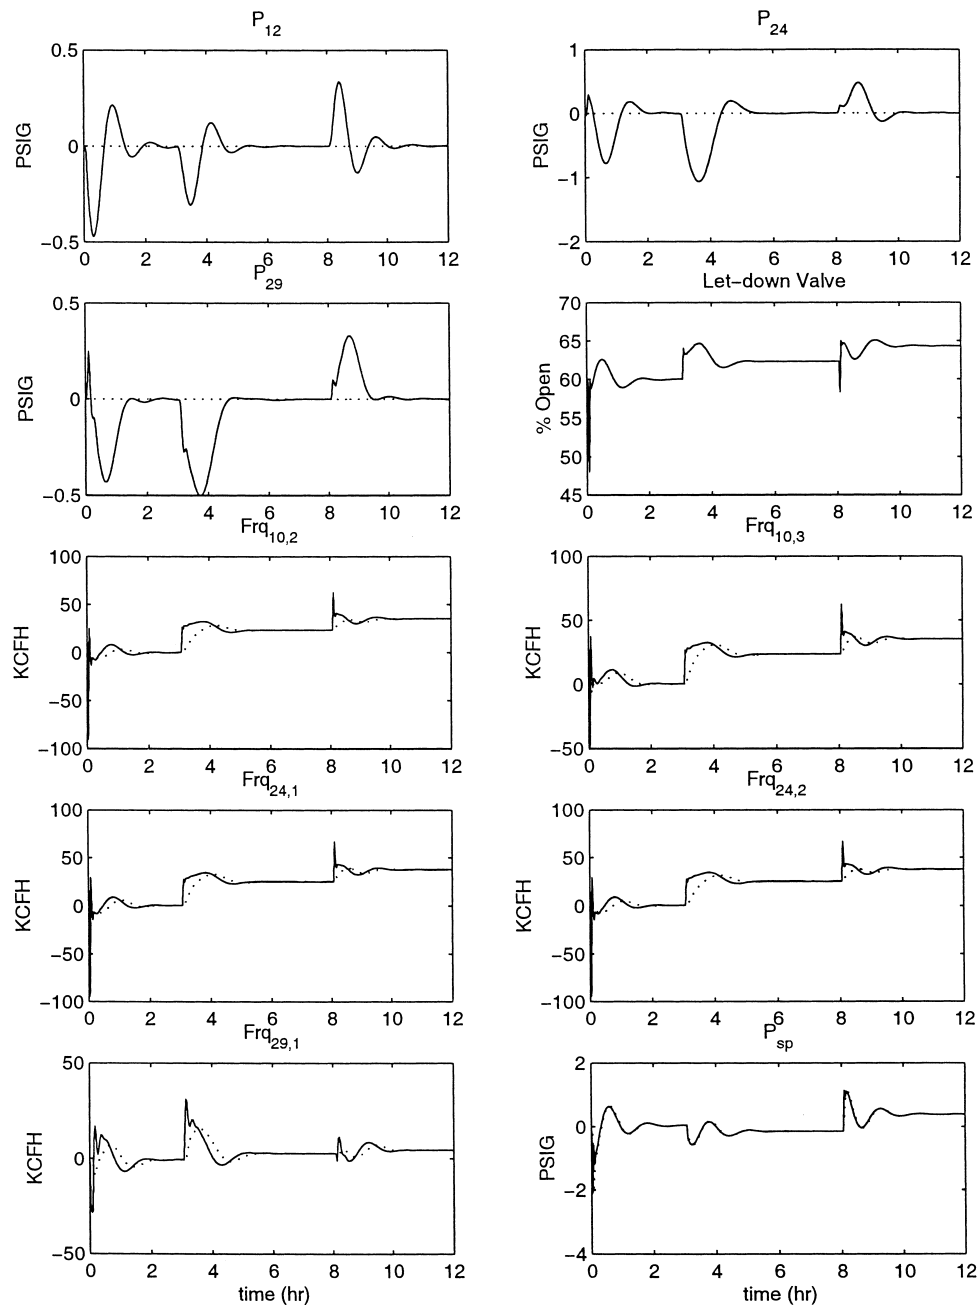 P12
P24
0.5
0
−0.5
PSIG
0 2 4 6 8 10 12
1
0
−1
−2
PSIG
0 2 4 6 8 10 12
P29
Let−down Valve
0.5
0
−0.5
PSIG
0 2 4 6 8 10 12
70
65
60
55
50
45
% Open
0 2 4 6 8 10 12
Frq10,2
Frq10,3
100
50
0
−50
−100
KCFH
0 2 4 6 8 10 12
100
50
0
−50
KCFH
0 2 4 6 8 10 12
Frq24,1
Frq24,2
100
50
0
−50
−100
KCFH
0 2 4 6 8 10 12
100
50
0
−50
−100
KCFH
0 2 4 6 8 10 12
Frq29,1
Psp
50
0
−50
KCFH
0 2 4 6 8 10 12
time (hr)
2
0
−2
−4
PSIG
0 2 4 6 8 10 12
time (hr)